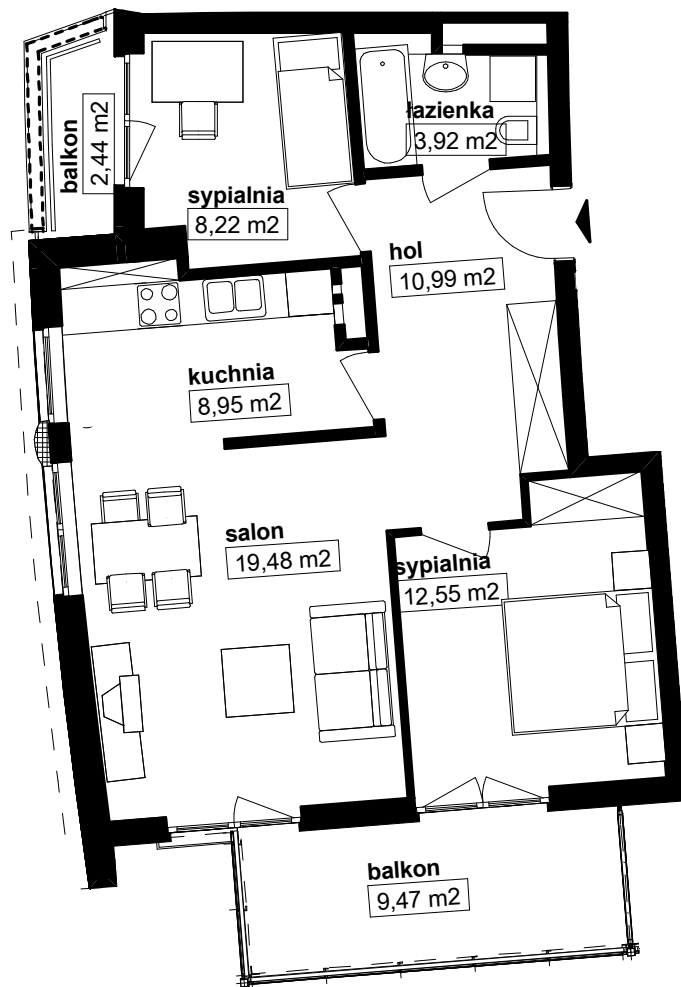 balkon
2,44 m2
sypialnia
8,22 m2
łazienka
3,92 m2
hol
10,99 m2
kuchnia
8,95 m2
salon
19,48 m2
sypialnia
12,55 m2
balkon
9,47 m2